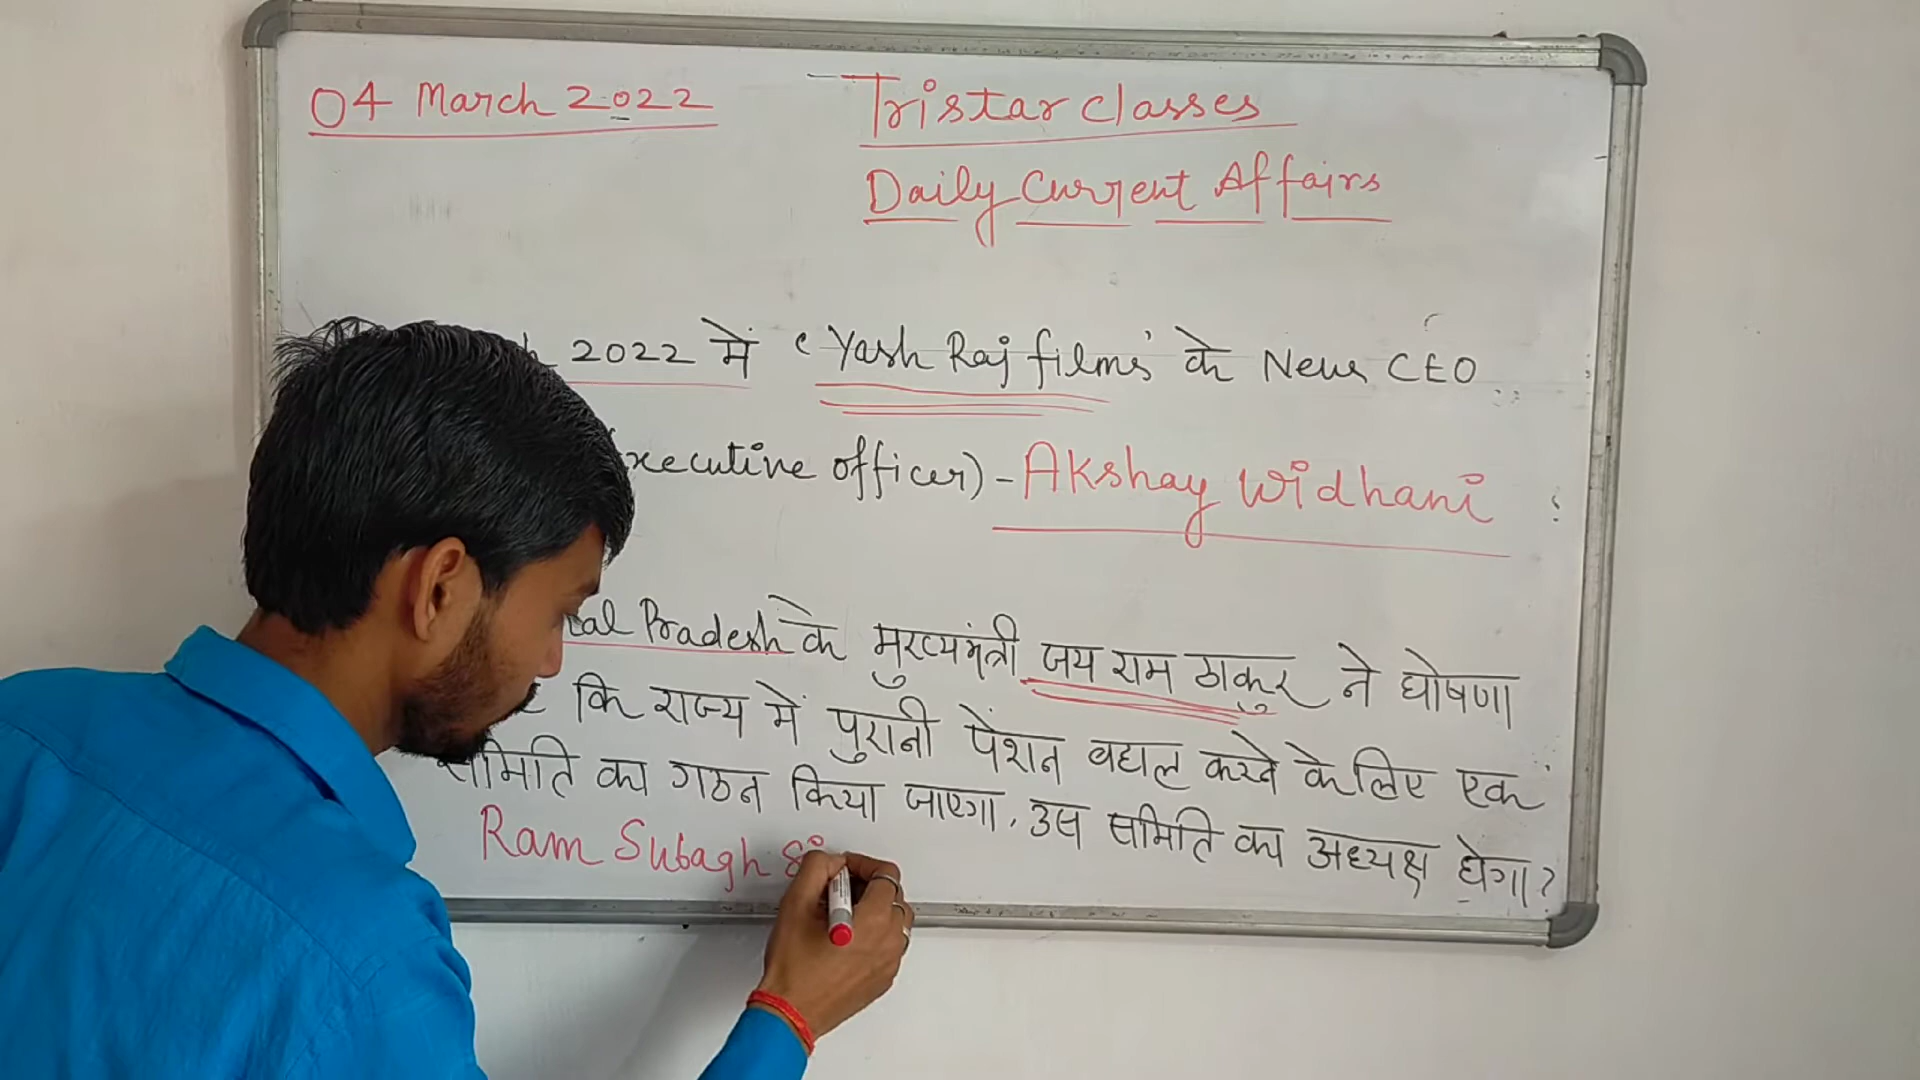 04 March 2022
Tristar classes
Daily Current Affairs
2022 में ‘Yash Raj films’ के New CEO
xecutive officer) - Akshay Widhani
Pradesh के मुख्यमंत्री जय राम ठाकुर ने घोषणा
कि राज्य में पुरानी पेंशन बहाल करने के लिए एक
समिति का गठन किया जाएगा, उस समिति का अध्यक्ष होगा?
Ram Subagh Si